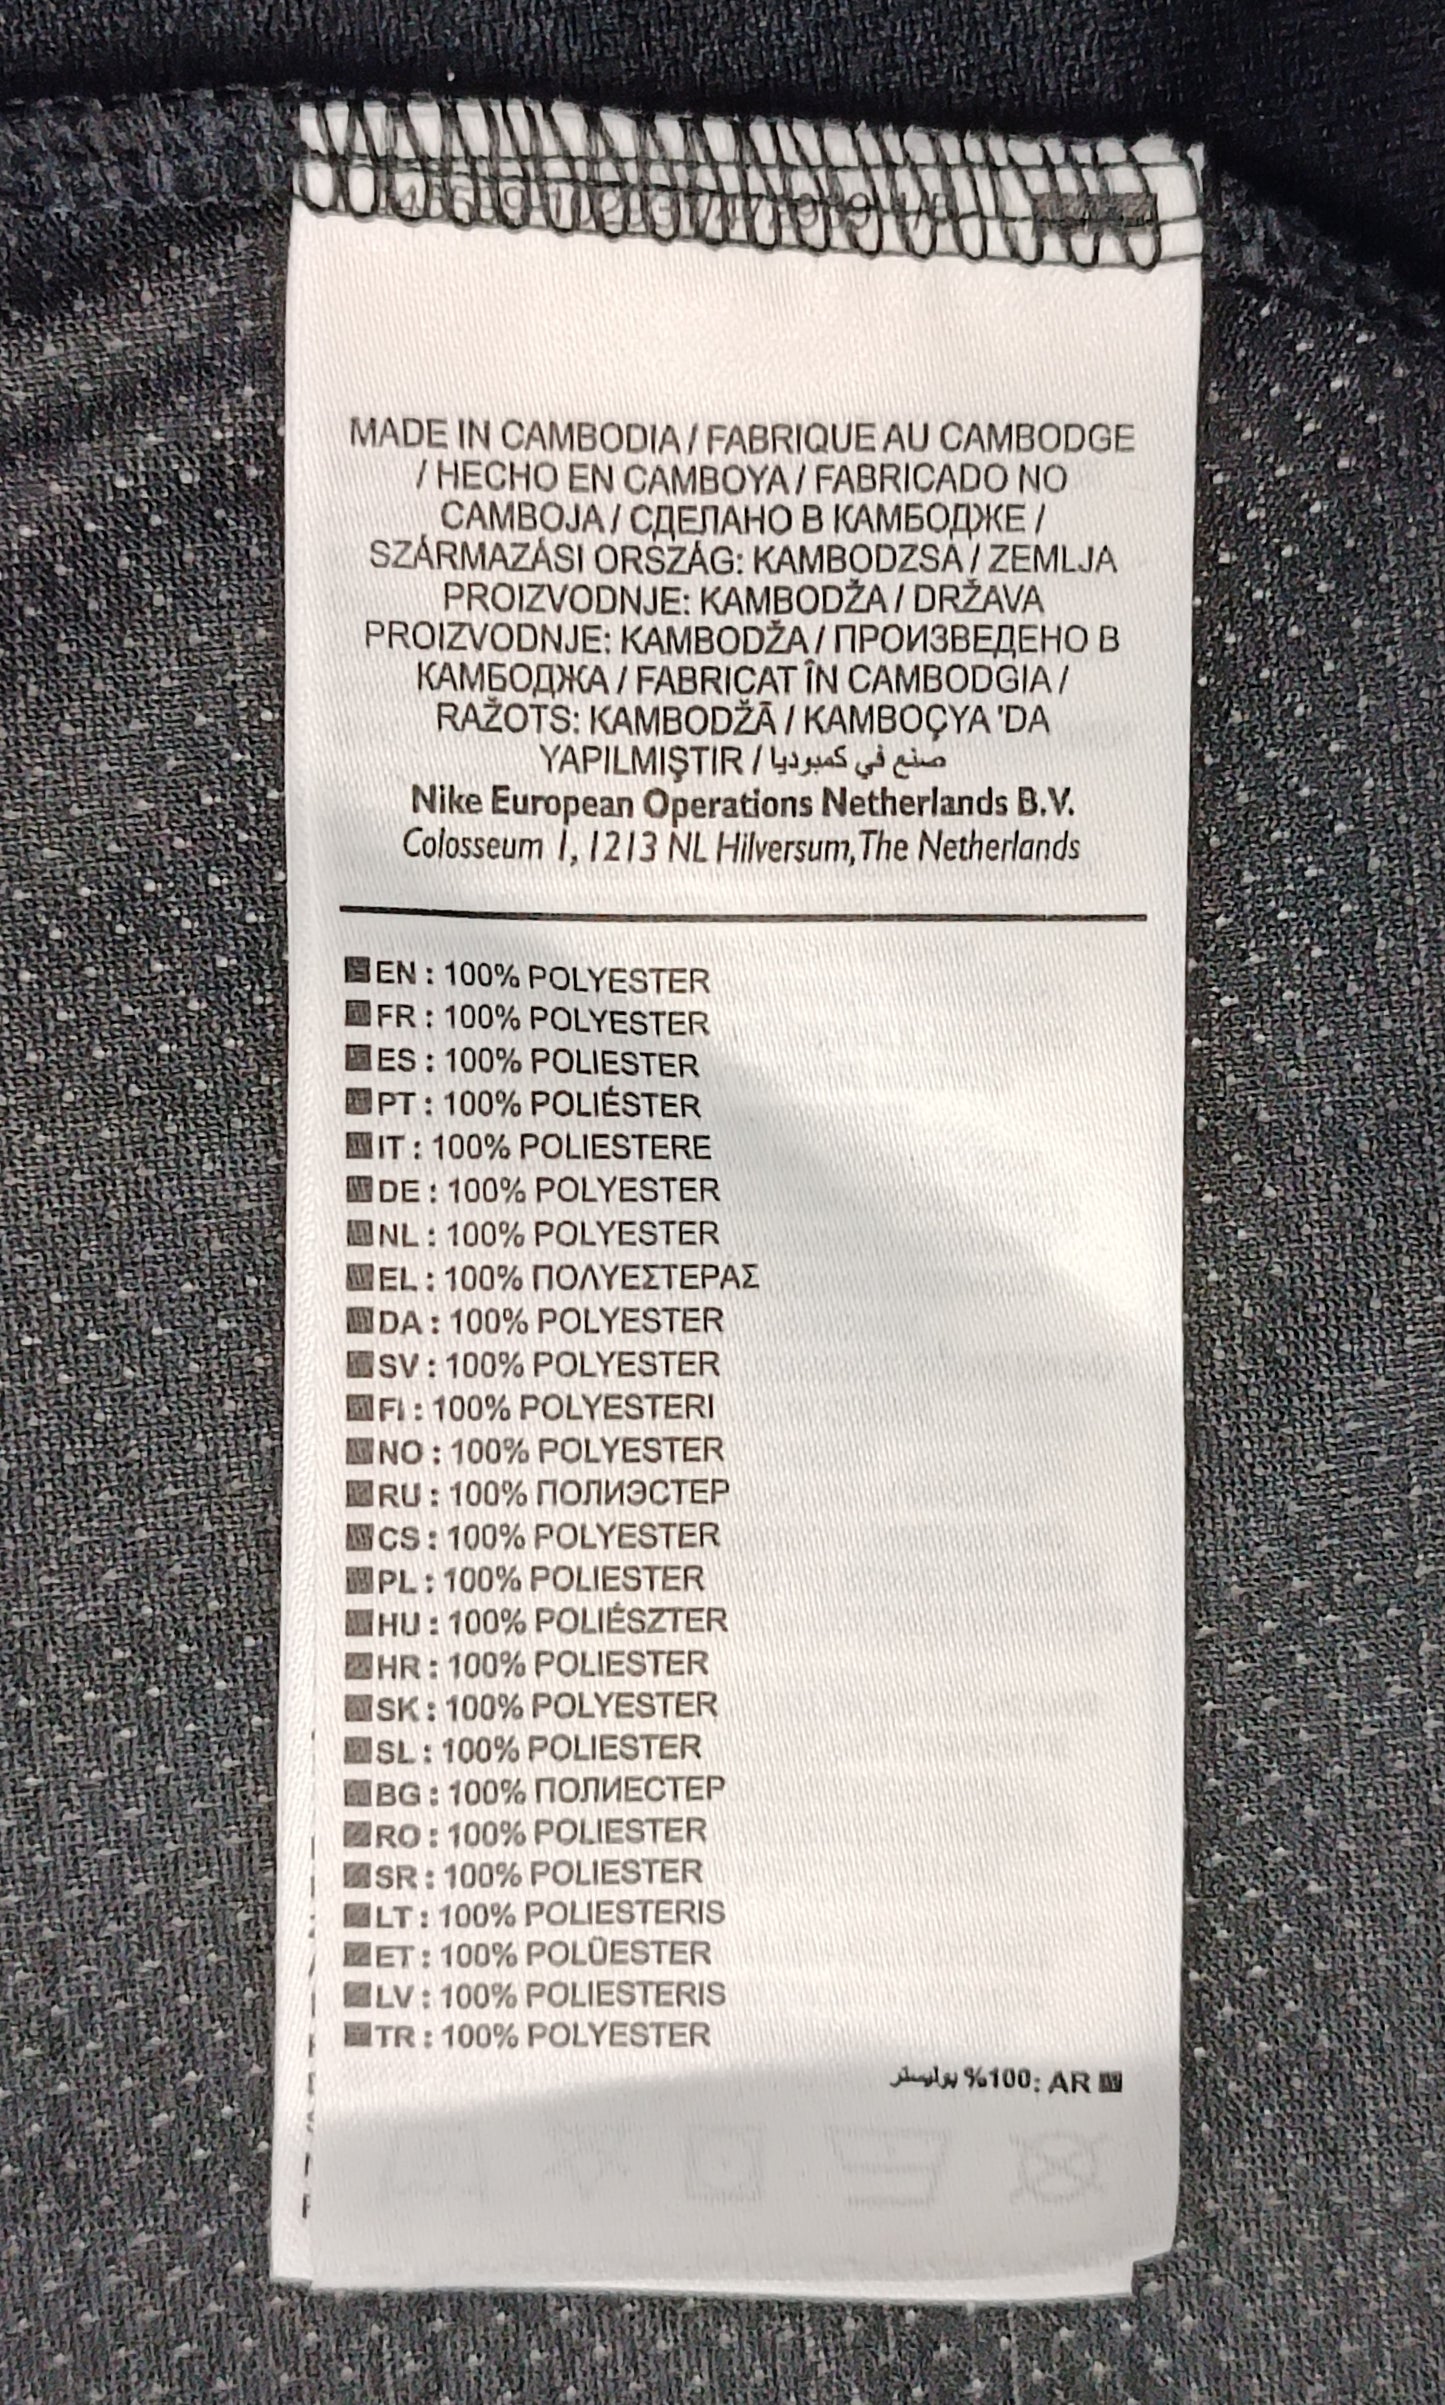 MADE IN CAMBODIA / FABRIQUE AU CAMBODGE
/ HECHO EN CAMBOYA / FABRICADO NO
CAMBOJA / СДЕЛАНО В КАМБОДЖЕ /
SZÁRMAZÁSI ORSZÁG: KAMBODZSA / ZEMLJA
PROIZVODNJE: KAMBODŽA / DRŽAVA
PROIZVODNJE: KAMBODŽA / ПРОИЗВЕДЕНО В
КАМБОДЖА / FABRICAT ÎN CAMBODGIA /
RAŽOTS: KAMBODŽĀ / KAMBOÇYA 'DA
YAPILMIŞTIR / صنع في كمبوديا
Nike European Operations Netherlands B.V.
Colosseum 1, 1213 NL Hilversum, The Netherlands
EN : 100% POLYESTER
FR : 100% POLYESTER
ES : 100% POLIESTER
PT : 100% POLIÉSTER
IT : 100% POLIESTERE
DE : 100% POLYESTER
NL : 100% POLYESTER
EL : 100% ΠΟΛΥΕΣΤΕΡΑΣ
DA : 100% POLYESTER
SV : 100% POLYESTER
FI : 100% POLYESTERI
NO : 100% POLYESTER
RU : 100% ПОЛИЭСТЕР
CS : 100% POLYESTER
PL : 100% POLIESTER
HU : 100% POLIÉSZTER
HR : 100% POLIESTER
SK : 100% POLYESTER
SL : 100% POLIESTER
BG : 100% ПОЛИЕСТЕР
RO : 100% POLIESTER
SR : 100% POLIESTER
LT : 100% POLIESTERIS
ET : 100% POLÜESTER
LV : 100% POLIESTERIS
TR : 100% POLYESTER
AR :100% بوليستر